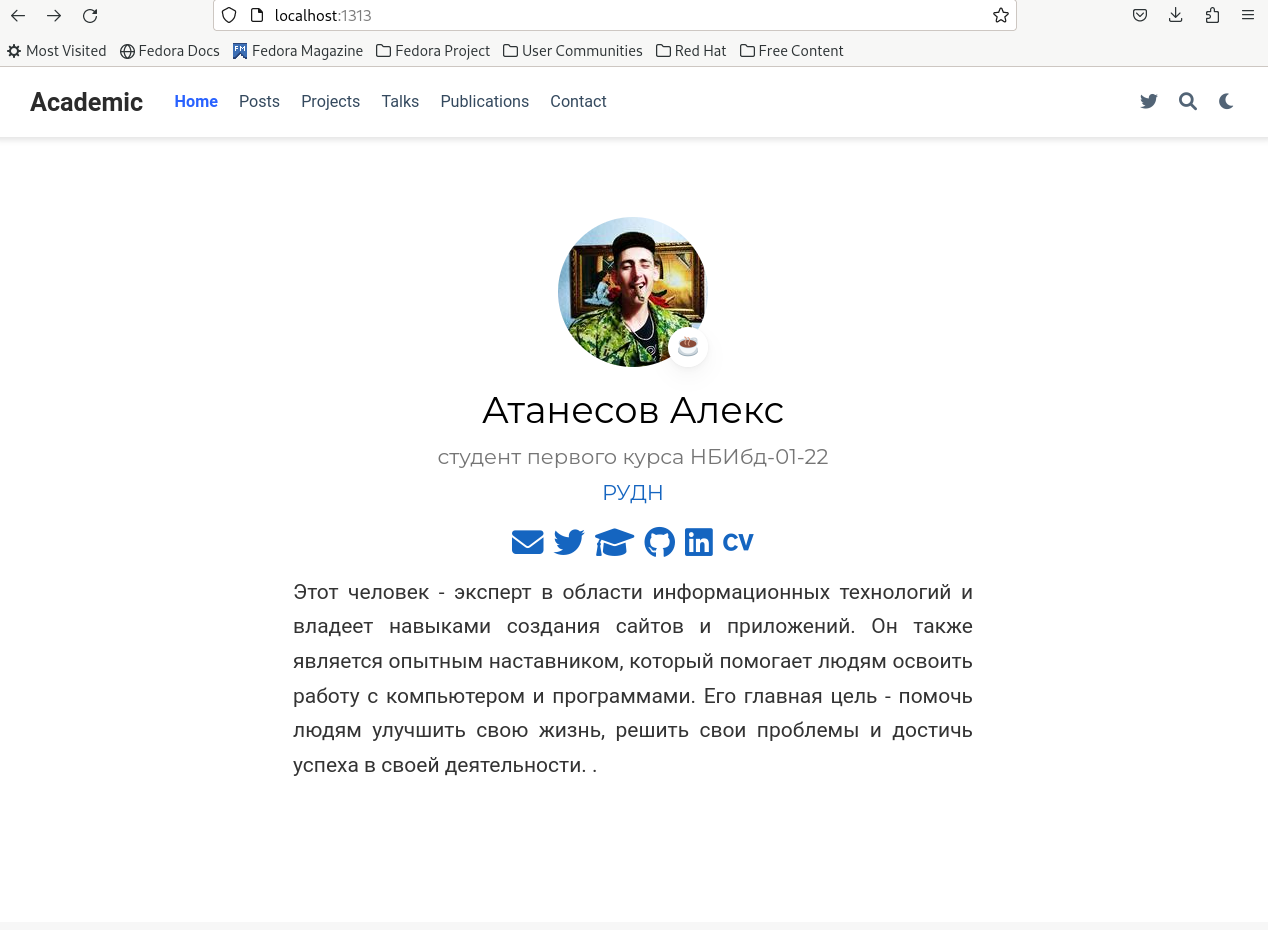 localhost:1313
Most Visited Fedora Docs FM Fedora Magazine Fedora Project User Communities Red Hat Free Content
Academic Home Posts Projects Talks Publications Contact
Атанесов Алекс
студент первого курса НБИбд-01-22
РУДН
in CV
Этот человек - эксперт в области информационных технологий и
владеет навыками создания сайтов и приложений. Он также
является опытным наставником, который помогает людям освоить
работу с компьютером и программами. Его главная цель - помочь
людям улучшить свою жизнь, решить свои проблемы и достичь
успеха в своей деятельности. .